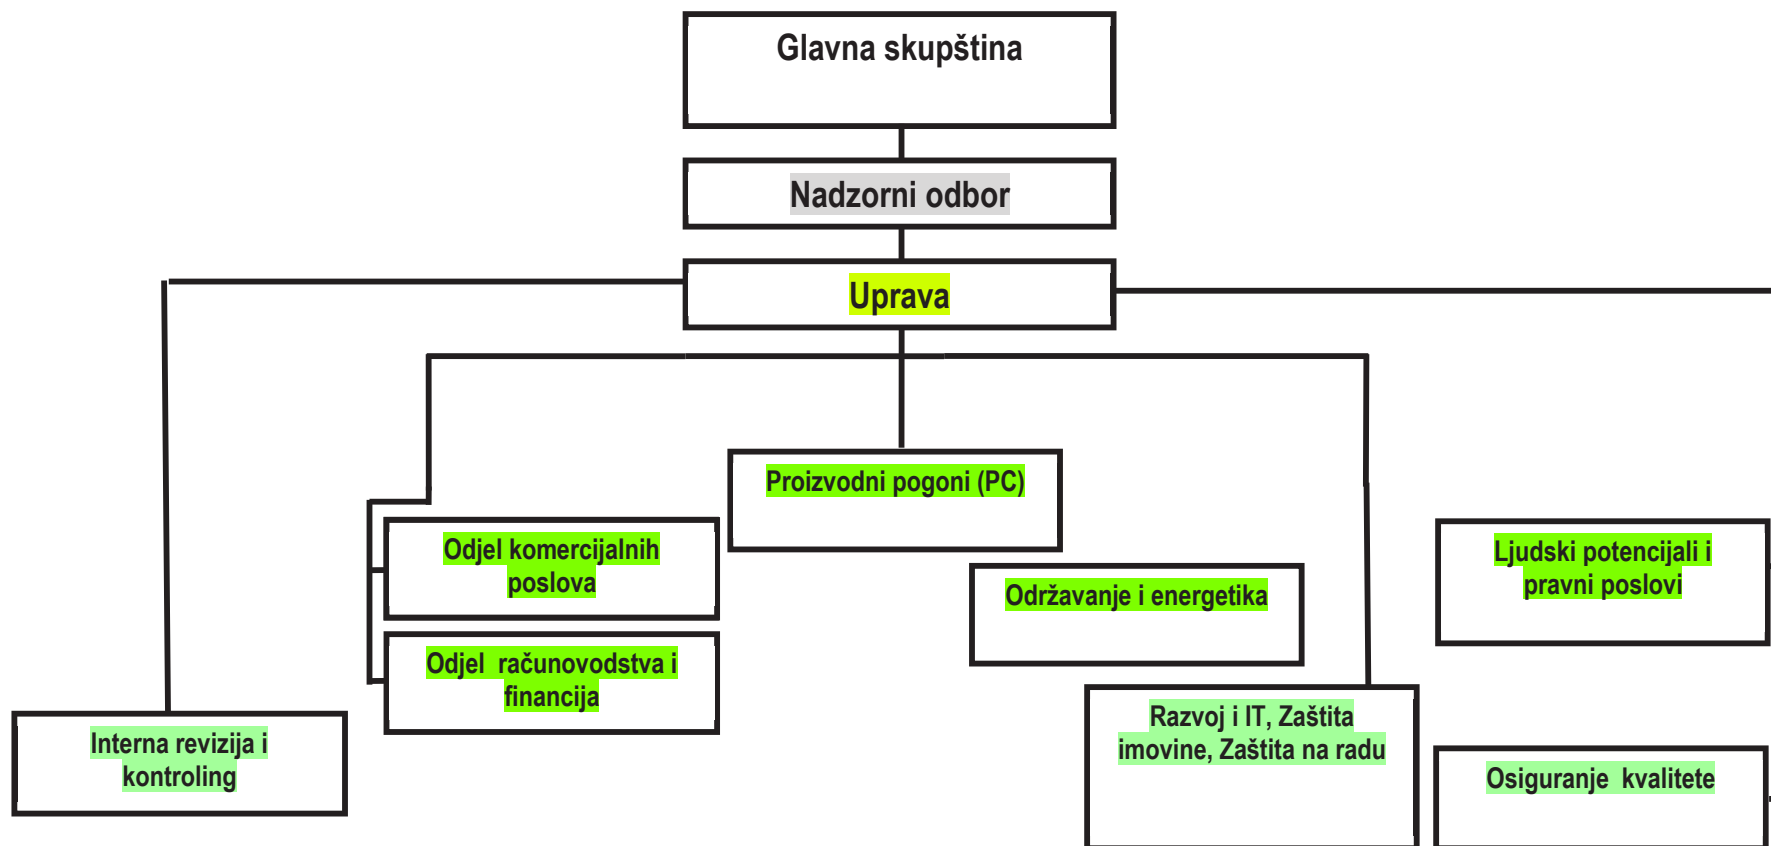 Glavna skupština
Nadzorni odbor
Uprava
Proizvodni pogoni (PC)
Odjel komercijalnih
poslova
Ljudski potencijali i
pravni poslovi
Održavanje i energetika
Odjel  računovodstva i
financija
Razvoj i IT, Zaštita
imovine, Zaštita na radu
Interna revizija i
kontroling
Osiguranje  kvalitete